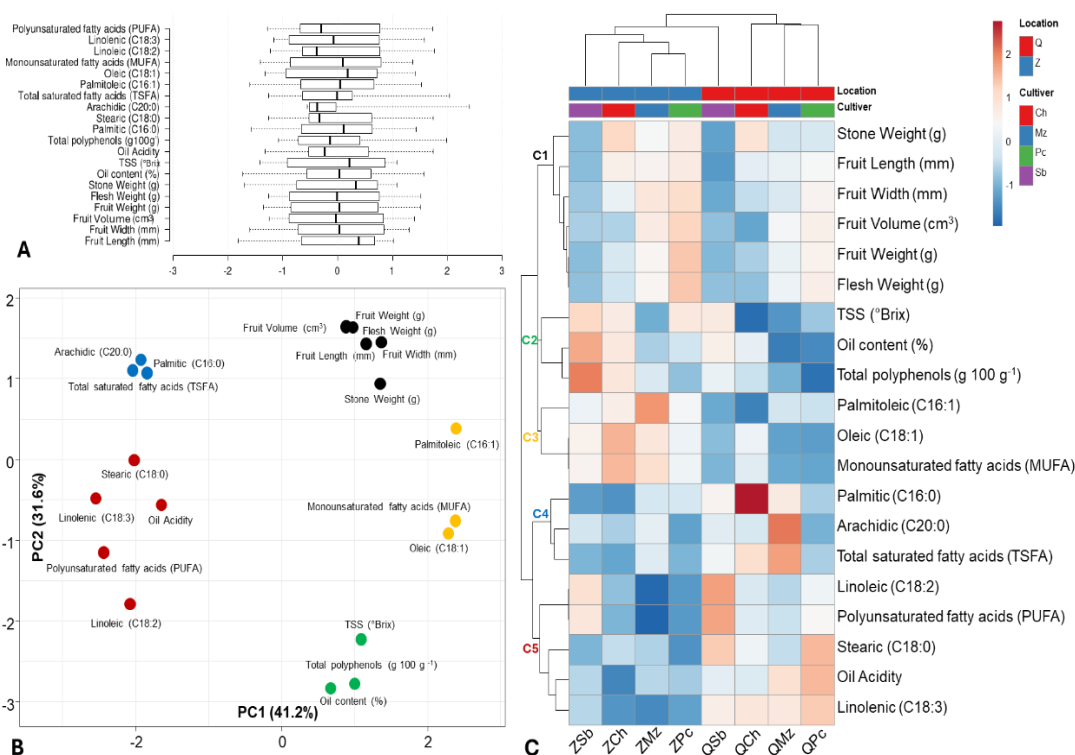 Polyunsaturated fatty acids (PUFA)
Linolenic (C18:3)
Linoleic (C18:2)
Monounsaturated fatty acids (MUFA)
Oleic (C18:1)
Palmitoleic (C16:1)
Total saturated fatty acids (TSFA)
Arachidic (C20:0)
Stearic (C18:0)
Palmitic (C16:0)
Total polyphenols (g100g⁻)
Oil Acidity
TSS (°Brix)
Oil content (%)
Stone Weight (g)
Flesh Weight (g)
Fruit Weight (g)
Fruit Volume (cm³)
Fruit Width (mm)
Fruit Length (mm)
-3 -2 -1 0 1 2 3
A
2
1
0
-1
-2
-3
PC2 (31.6%)
Fruit Weight (g)
Fruit Volume (cm³)
Flesh Weight (g)
Fruit Length (mm)
Fruit Width (mm)
Stone Weight (g)
Arachidic (C20:0)
Palmitic (C16:0)
Total saturated fatty acids (TSFA)
Palmitoleic (C16:1)
Stearic (C18:0)
Linolenic (C18:3)
Oil Acidity
Monounsaturated fatty acids (MUFA)
Oleic (C18:1)
Polyunsaturated fatty acids (PUFA)
Linoleic (C18:2)
TSS (°Brix)
Total polyphenols (g 100 g⁻¹)
Oil content (%)
PC1 (41.2%)
-2 0 2
B
Location
Cultiver
C1
C2
C3
C4
C5
Stone Weight (g)
Fruit Length (mm)
Fruit Width (mm)
Fruit Volume (cm³)
Fruit Weight (g)
Flesh Weight (g)
TSS (°Brix)
Oil content (%)
Total polyphenols (g 100 g⁻¹)
Palmitoleic (C16:1)
Oleic (C18:1)
Monounsaturated fatty acids (MUFA)
Palmitic (C16:0)
Arachidic (C20:0)
Total saturated fatty acids (TSFA)
Linoleic (C18:2)
Polyunsaturated fatty acids (PUFA)
Stearic (C18:0)
Oil Acidity
Linolenic (C18:3)
ZSb ZCh ZMz ZPc QSb QCh QMz QPc
C
2
1
0
-1
Location
Q
Z
Cultiver
Ch
Mz
Pc
Sb